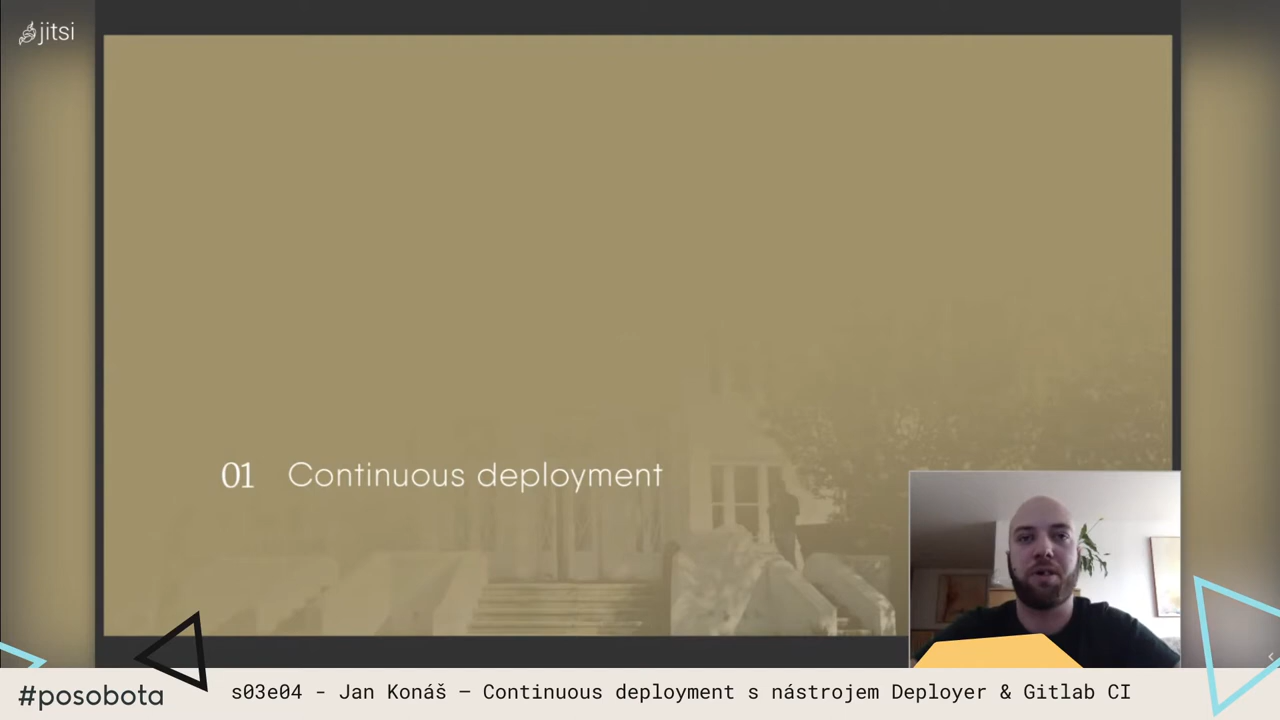 jitsi
01 Continuous deployment
#posobota
s03e04 - Jan Konáš – Continuous deployment s nástrojem Deployer & Gitlab CI